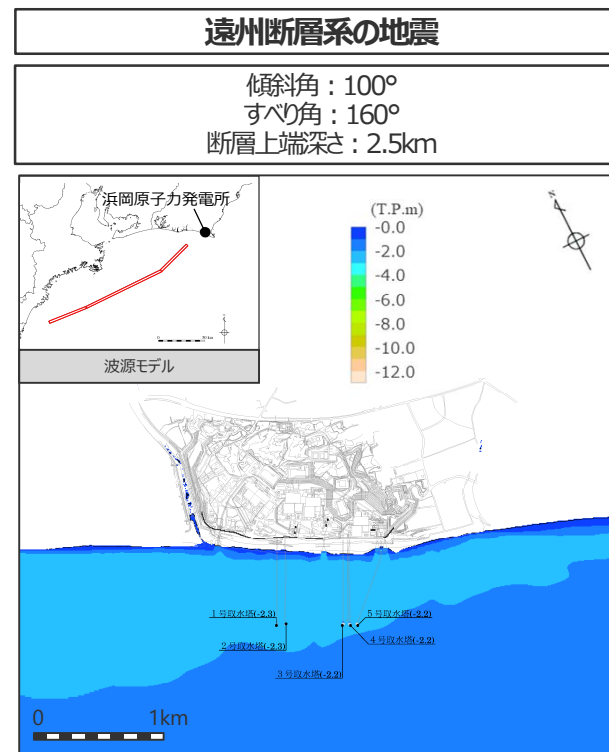 遠州断層系の地震
傾斜角：100°
すべり角：160°
断層上端深さ：2.5km
浜岡原子力発電所
波源モデル
(T.P.m)
-0.0
-2.0
-4.0
-6.0
-8.0
-10.0
-12.0
1号取水塔(-2.3)
2号取水塔(-2.3)
3号取水塔(-2.2)
4号取水塔(-2.2)
5号取水塔(-2.2)
0 1km